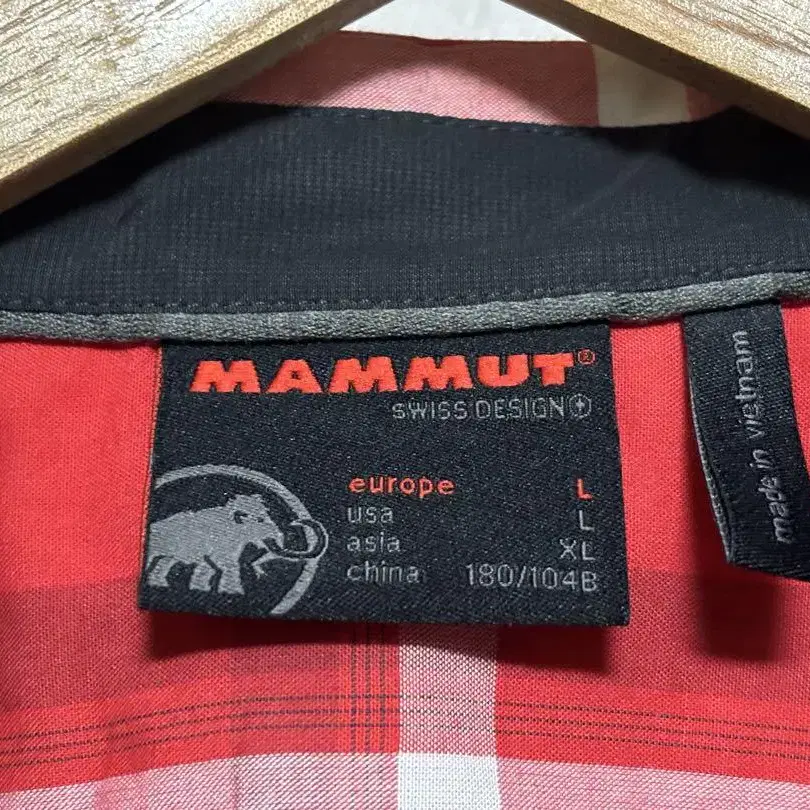 MAMMUT®
SWISS DESIGN
europe L
usa L
asia XL
china 180/104B
made in vietnam